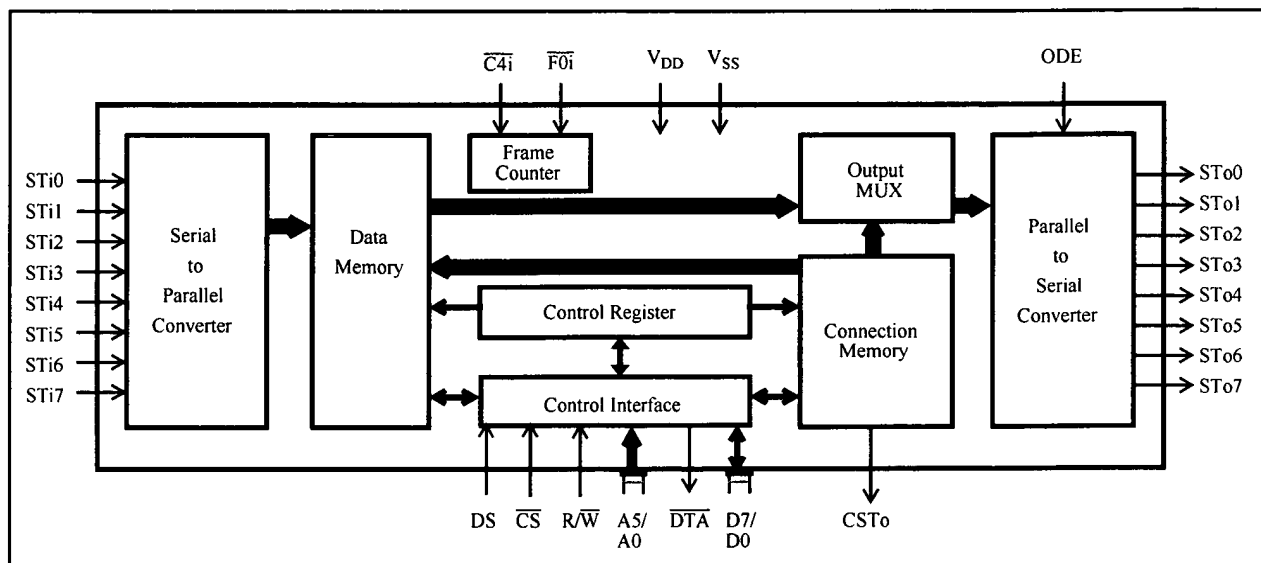 C4i
F0i
VDD
VSS
ODE
STi0
STi1
STi2
STi3
STi4
STi5
STi6
STi7
Serial
to
Parallel
Converter
Data
Memory
Frame
Counter
Control Register
Control Interface
Output
MUX
Connection
Memory
Parallel
to
Serial
Converter
STo0
STo1
STo2
STo3
STo4
STo5
STo6
STo7
DS
CS
R/W
A5/
A0
DTA
D7/
D0
CSTo